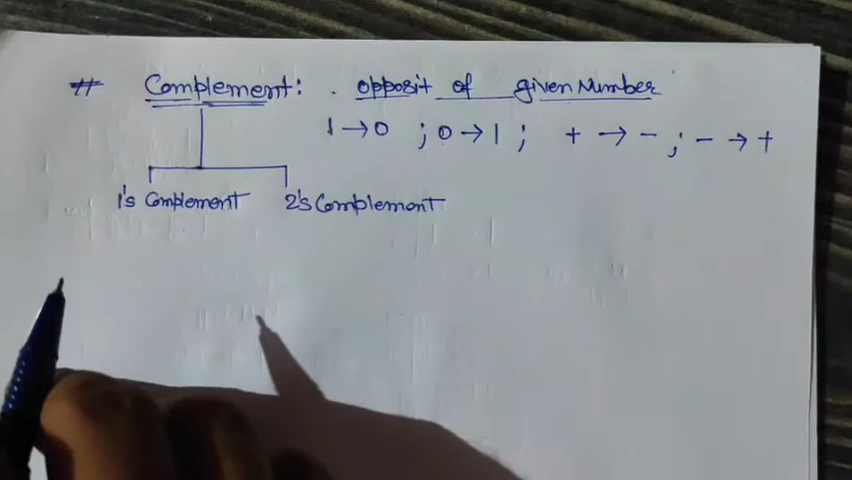 # Complement: . opposit of given Number
1 → 0 ; 0 → 1 ; + → - ; - → +
1's Complement 2's Complement